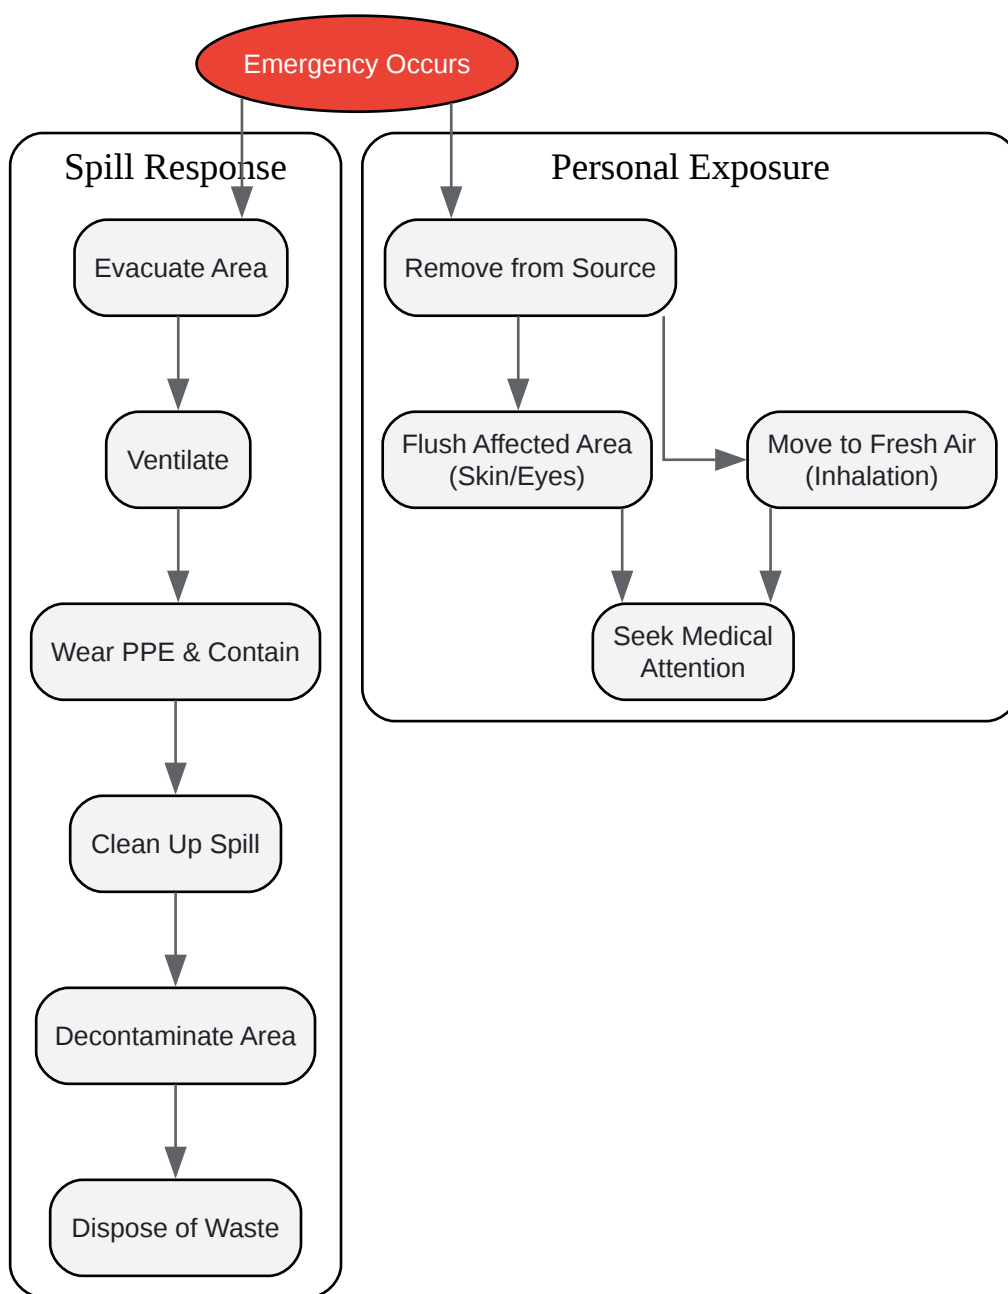 Emergency Occurs
Spill Response
Evacuate Area
Ventilate
Wear PPE & Contain
Clean Up Spill
Decontaminate Area
Dispose of Waste
Personal Exposure
Remove from Source
Flush Affected Area
(Skin/Eyes)
Move to Fresh Air
(Inhalation)
Seek Medical
Attention